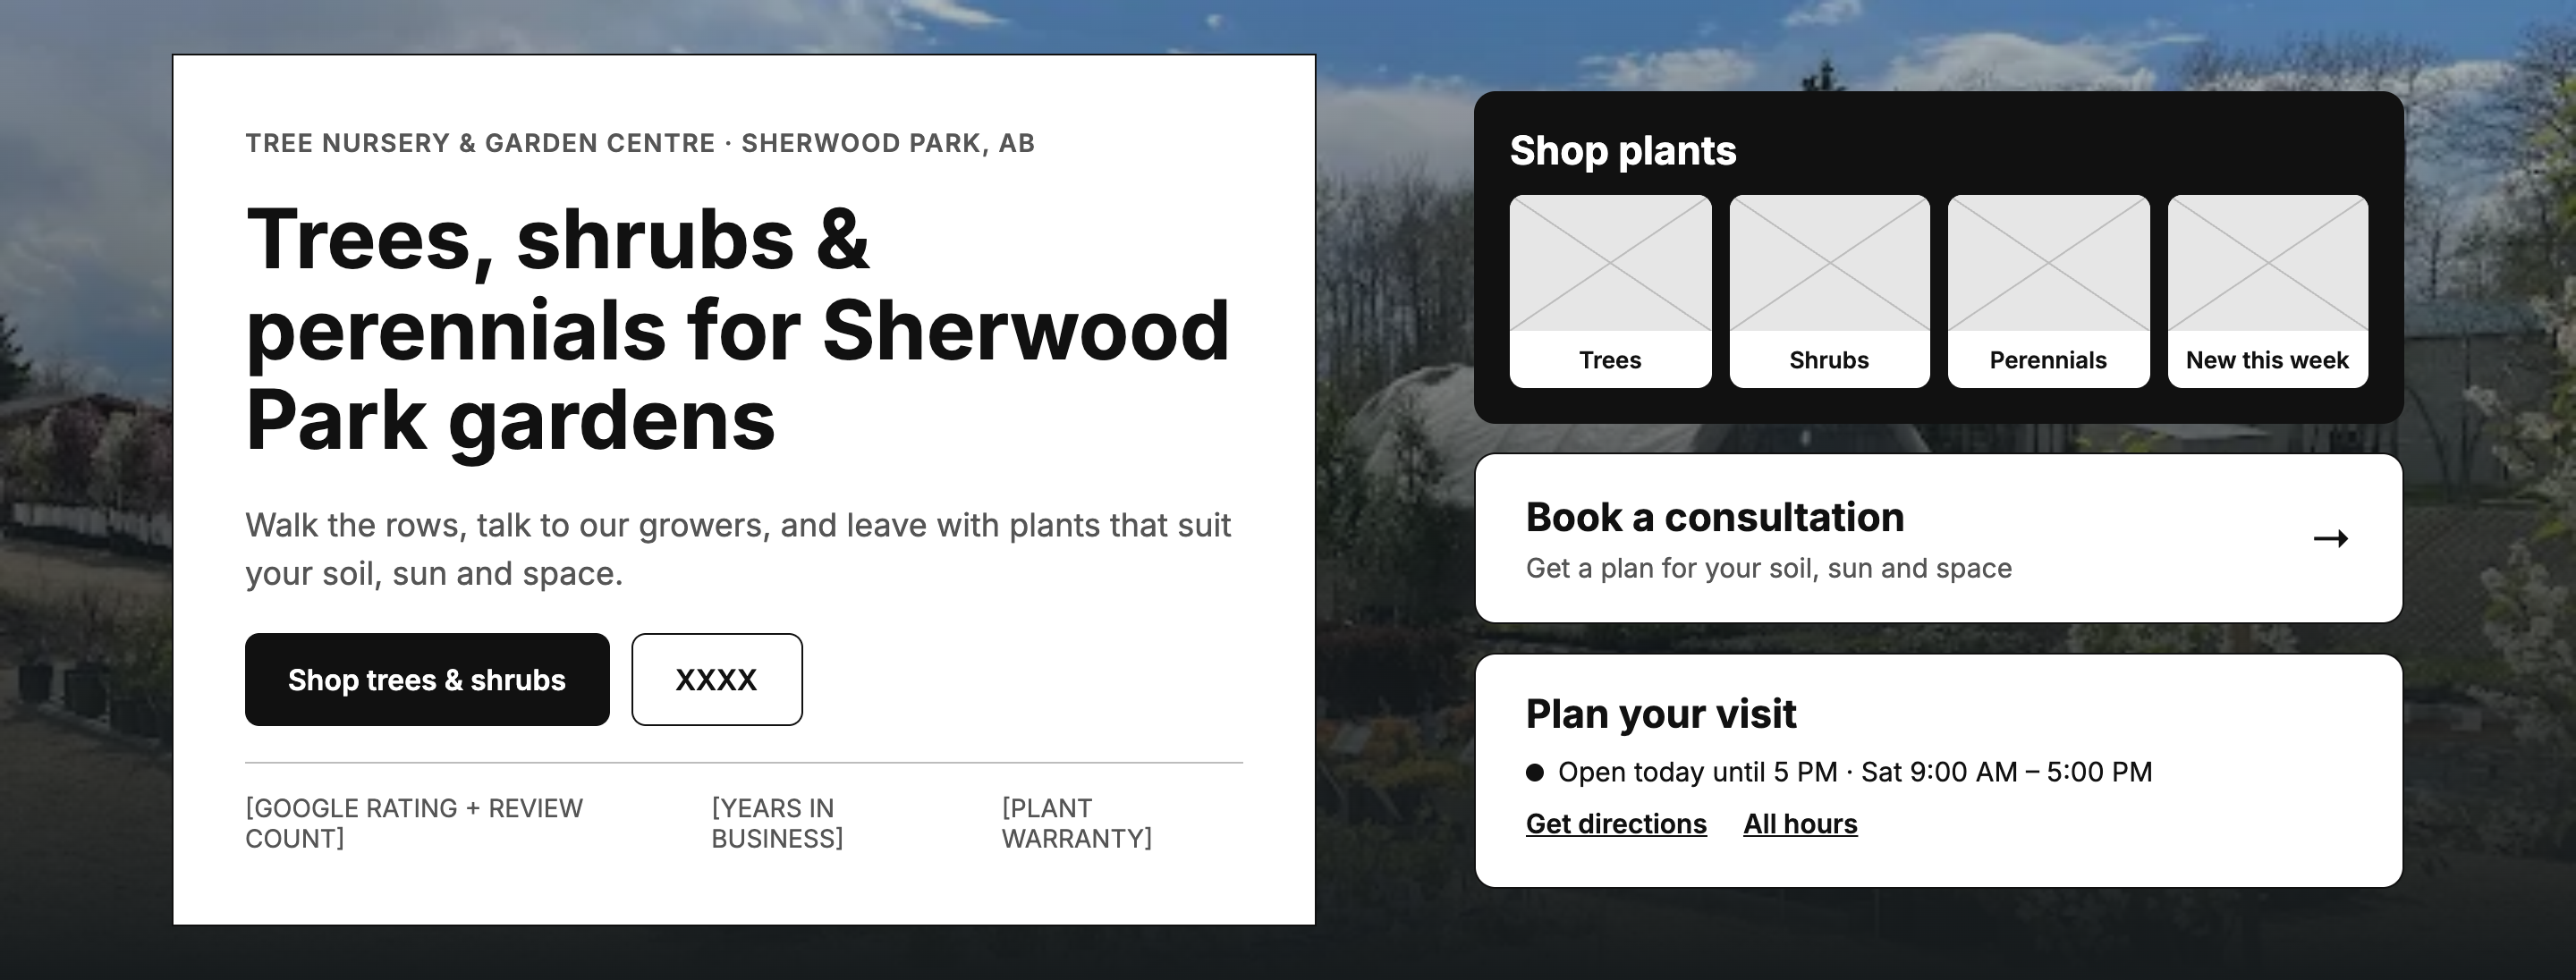 TREE NURSERY & GARDEN CENTRE · SHERWOOD PARK, AB
Trees, shrubs &
perennials for Sherwood
Park gardens
Walk the rows, talk to our growers, and leave with plants that suit
your soil, sun and space.
Shop trees & shrubs
XXXX
[GOOGLE RATING + REVIEW
COUNT]
[YEARS IN
BUSINESS]
[PLANT
WARRANTY]
Shop plants
Trees
Shrubs
Perennials
New this week
Book a consultation
Get a plan for your soil, sun and space
→
Plan your visit
Open today until 5 PM · Sat 9:00 AM – 5:00 PM
Get directions
All hours